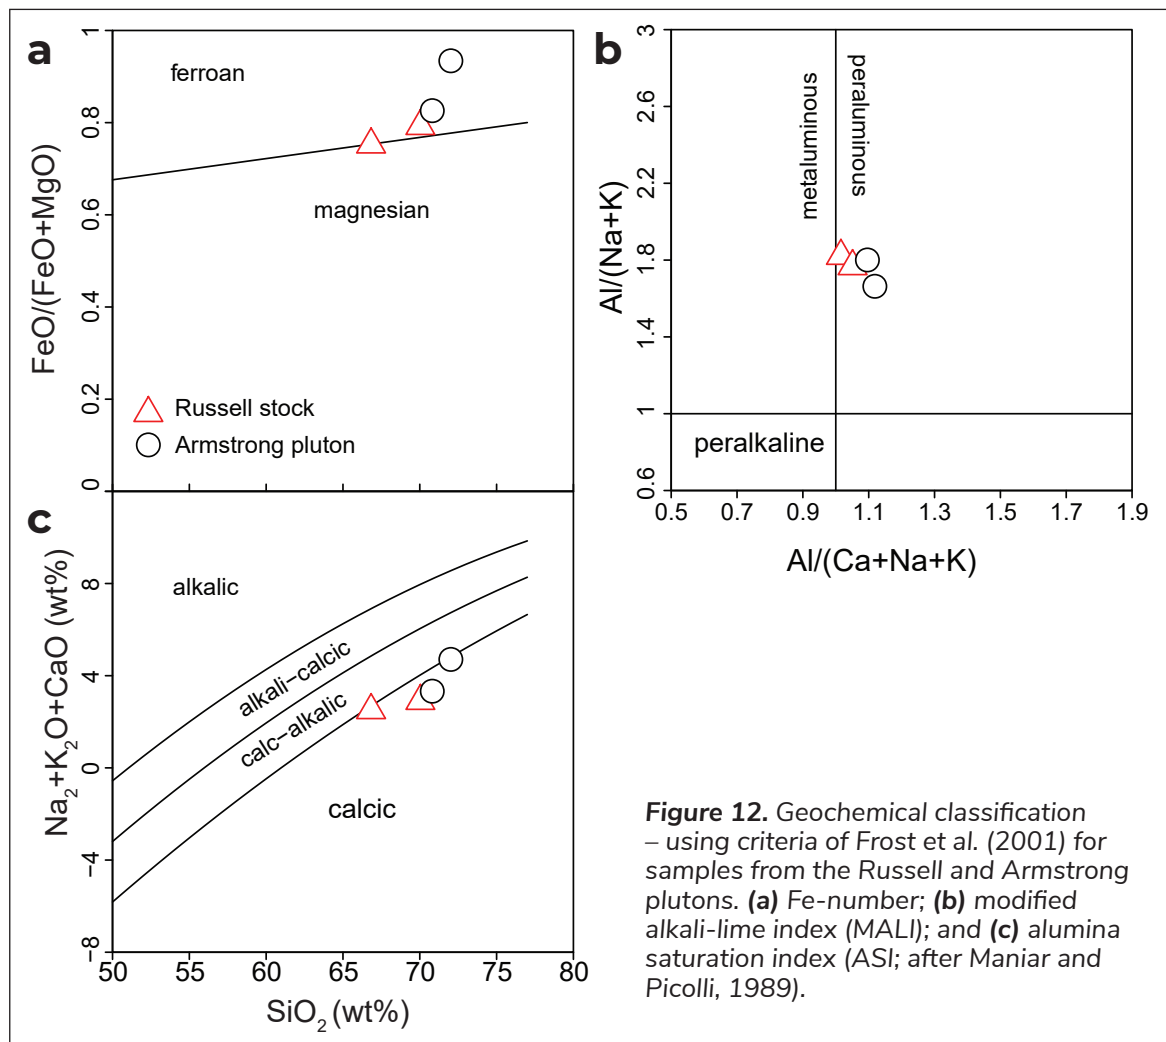 a
1
0.8
0.6
0.4
0.2
0
FeO/(FeO+MgO)
ferroan
magnesian
Russell stock
Armstrong pluton
b
3
2.6
2.2
1.8
1.4
1
0.6
Al/(Na+K)
metaluminous
peraluminous
peralkaline
0.5 0.7 0.9 1.1 1.3 1.5 1.7 1.9
Al/(Ca+Na+K)
c
8
4
0
−4
−8
Na₂+K₂O+CaO (wt%)
alkalic
alkali−calcic
calc−alkalic
calcic
50 55 60 65 70 75 80
SiO₂ (wt%)
Figure 12. Geochemical classification
– using criteria of Frost et al. (2001) for
samples from the Russell and Armstrong
plutons. (a) Fe-number; (b) modified
alkali-lime index (MALI); and (c) alumina
saturation index (ASI; after Maniar and
Picolli, 1989).